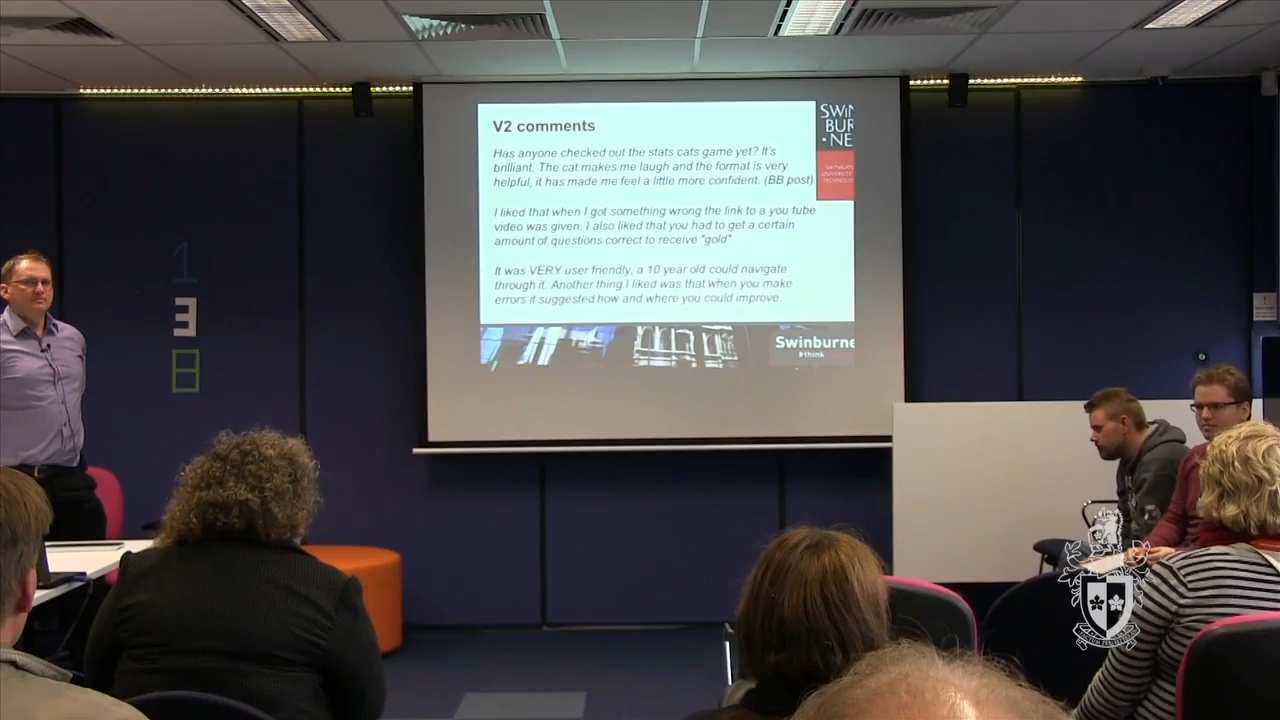 V2 comments
Has anyone checked out the stats cats game yet? It's
brilliant. The cat makes me laugh and the format is very
helpful, it has made me feel a little more confident. (BB post)
I liked that when I got something wrong the link to a you tube
video was given. I also liked that you had to get a certain
amount of questions correct to receive "gold"
It was VERY user friendly, a 10 year old could navigate
through it. Another thing I liked was that when you make
errors it suggested how and where you could improve.
SWIN
BUR
• NE
Swinburne
think